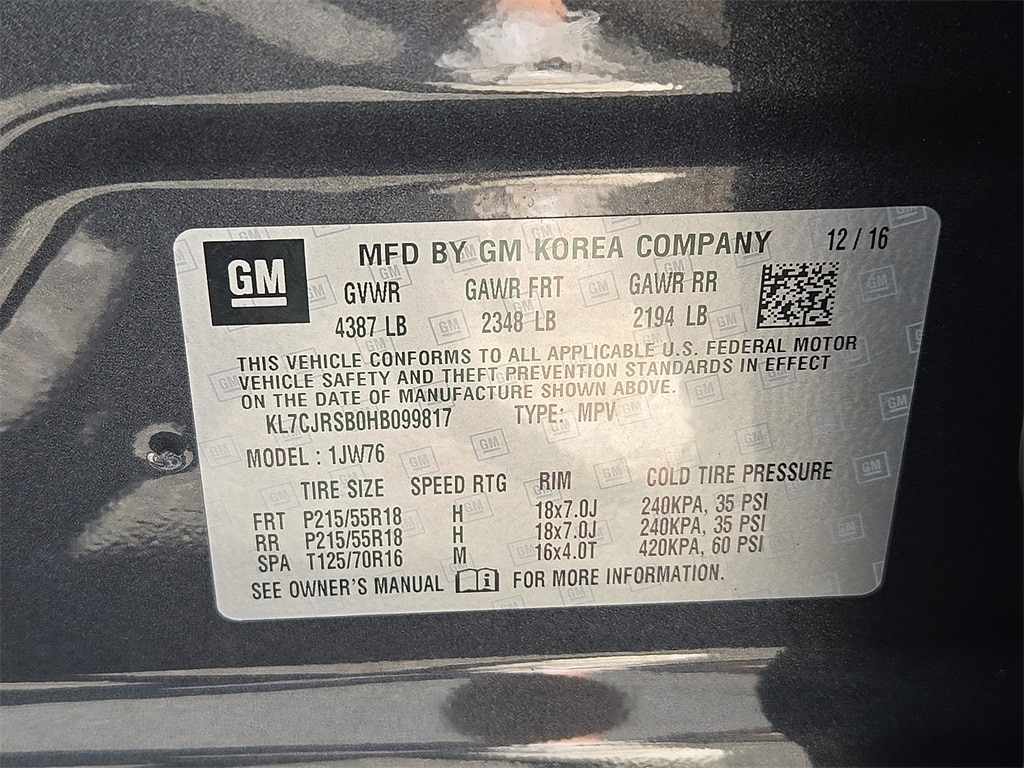 GM MFD BY GM KOREA COMPANY 12 / 16
GVWR GAWR FRT GAWR RR
4387 LB 2348 LB 2194 LB
THIS VEHICLE CONFORMS TO ALL APPLICABLE U.S. FEDERAL MOTOR
VEHICLE SAFETY AND THEFT PREVENTION STANDARDS IN EFFECT
ON THE DATE OF MANUFACTURE SHOWN ABOVE.
KL7CJRSB0HB099817 TYPE: MPV
MODEL : 1JW76
TIRE SIZE SPEED RTG RIM COLD TIRE PRESSURE
FRT P215/55R18 H 18x7.0J 240KPA, 35 PSI
RR P215/55R18 H 18x7.0J 240KPA, 35 PSI
SPA T125/70R16 M 16x4.0T 420KPA, 60 PSI
SEE OWNER'S MANUAL FOR MORE INFORMATION.